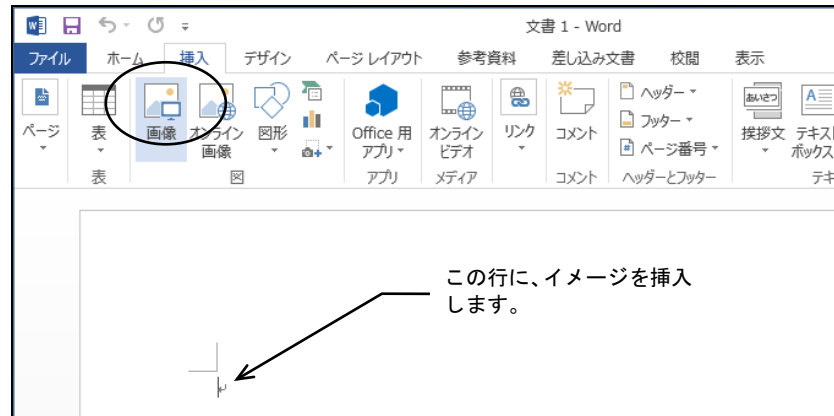 文書 1 - Word
ファイル ホーム 挿入 デザイン ページ レイアウト 参考資料 差し込み文書 校閲 表示
ページ 表 画像 オンライン 画像 図形 Office 用 アプリ オンライン ビデオ リンク コメント ヘッダー フッター ページ番号 あいさつ 挨拶文 A テキスト ボックス
表 図 アプリ メディア コメント ヘッダーとフッター テキ
この行に、イメージを挿入
します。